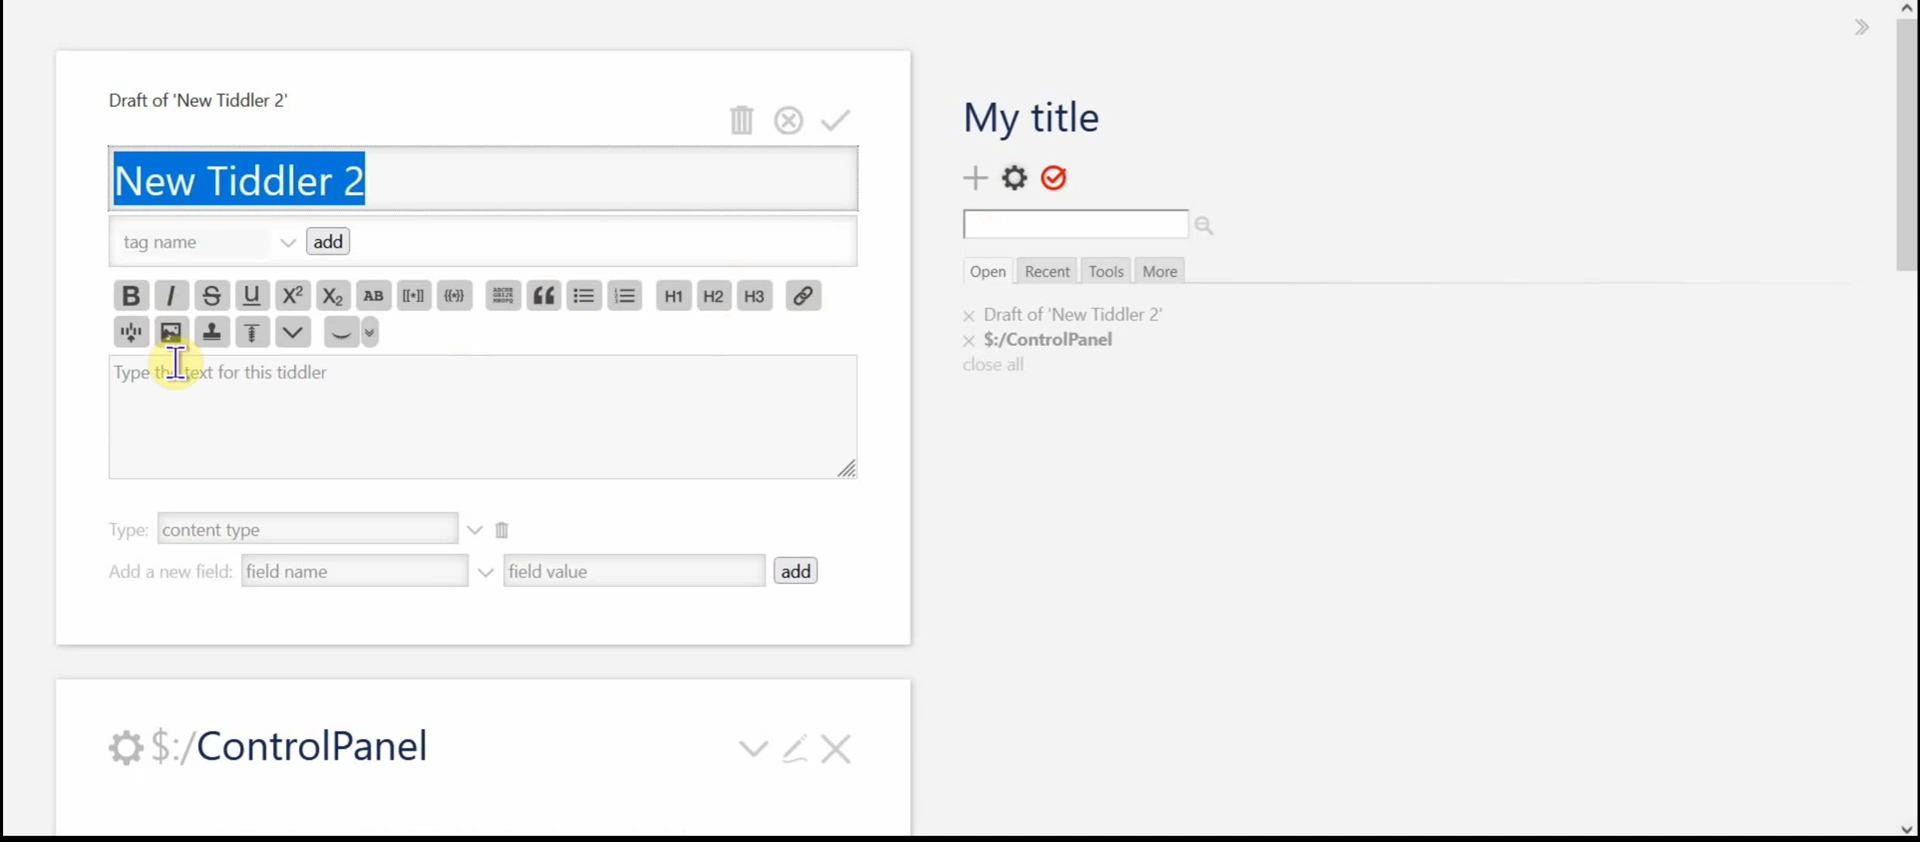 Draft of 'New Tiddler 2'
New Tiddler 2
tag name add
B I S U X² X₂ AB [[*]] {{*}} H1 H2 H3
Type the text for this tiddler
Type: content type
Add a new field: field name field value add
$:/ControlPanel
My title
Open Recent Tools More
Draft of 'New Tiddler 2'
$:/ControlPanel
close all